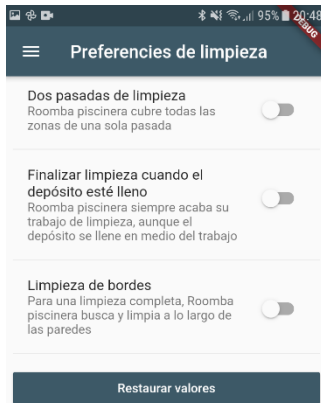 95% 20:48
DEBUG
Preferencies de limpieza
Dos pasadas de limpieza
Roomba piscinera cubre todas las
zonas de una sola pasada
Finalizar limpieza cuando el
depósito esté lleno
Roomba piscinera siempre acaba su
trabajo de limpieza, aunque el
depósito se llene en medio del trabajo
Limpieza de bordes
Para una limpieza completa, Roomba
piscinera busca y limpia a lo largo de
las paredes
Restaurar valores